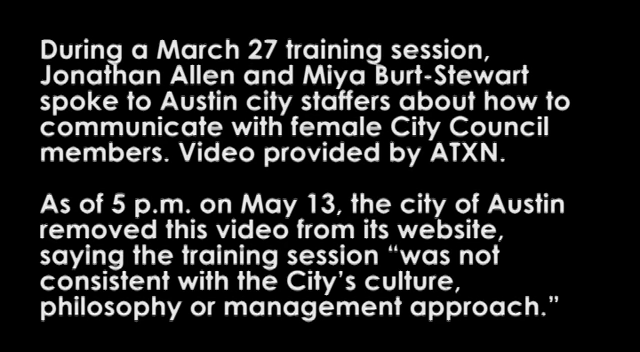 During a March 27 training session,
Jonathan Allen and Miya Burt-Stewart
spoke to Austin city staffers about how to
communicate with female City Council
members. Video provided by ATXN.
As of 5 p.m. on May 13, the city of Austin
removed this video from its website,
saying the training session “was not
consistent with the City’s culture,
philosophy or management approach.”